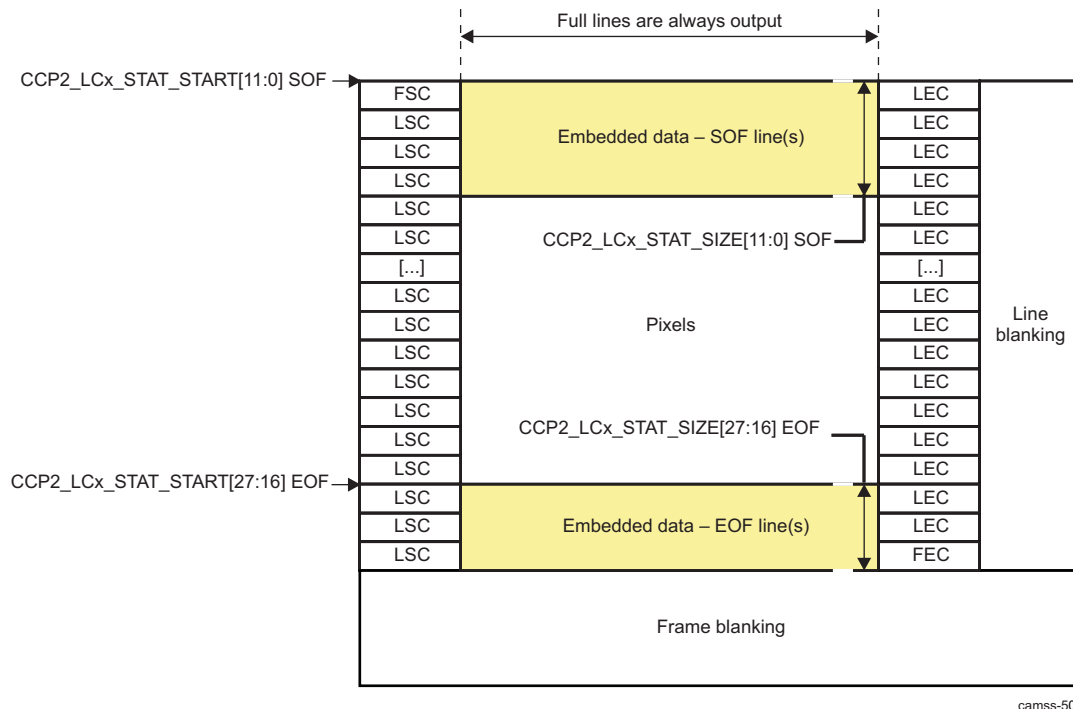 Full lines are always output
CCP2_LCx_STAT_START[11:0] SOF
FSC
LEC
LSC
LEC
Embedded data – SOF line(s)
LSC
LEC
LSC
LEC
LSC
LEC
LSC
CCP2_LCx_STAT_SIZE[11:0] SOF
LEC
[...]
[...]
LSC
LEC
LSC
Pixels
LEC
Line
blanking
LSC
LEC
LSC
LEC
LSC
LEC
LSC
CCP2_LCx_STAT_SIZE[27:16] EOF
LEC
LSC
LEC
CCP2_LCx_STAT_START[27:16] EOF
LSC
LEC
LSC
Embedded data – EOF line(s)
LEC
LSC
FEC
Frame blanking
camss-50